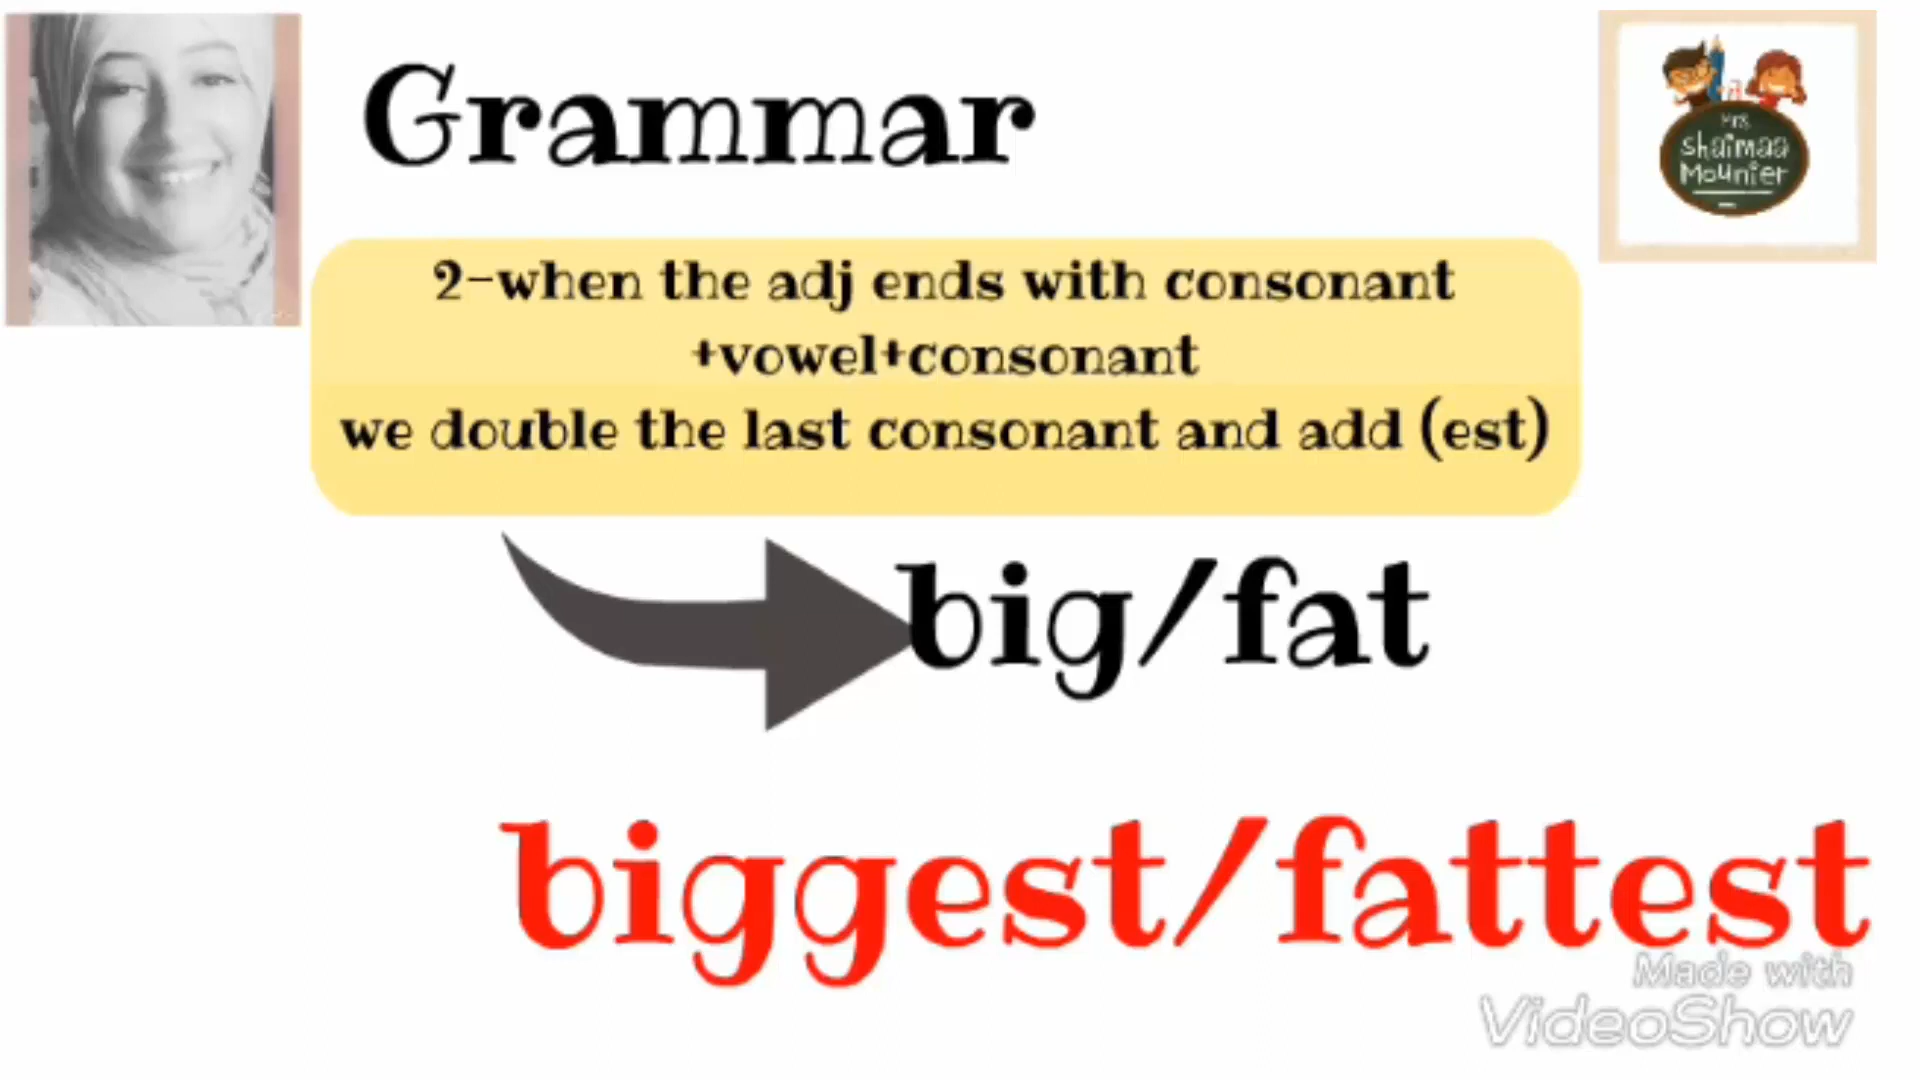 Grammar
Mrs
shaimaa
Mounier
2-when the adj ends with consonant
+vowel+consonant
we double the last consonant and add (est)
big/fat
biggest/fattest
Made with
VideoShow